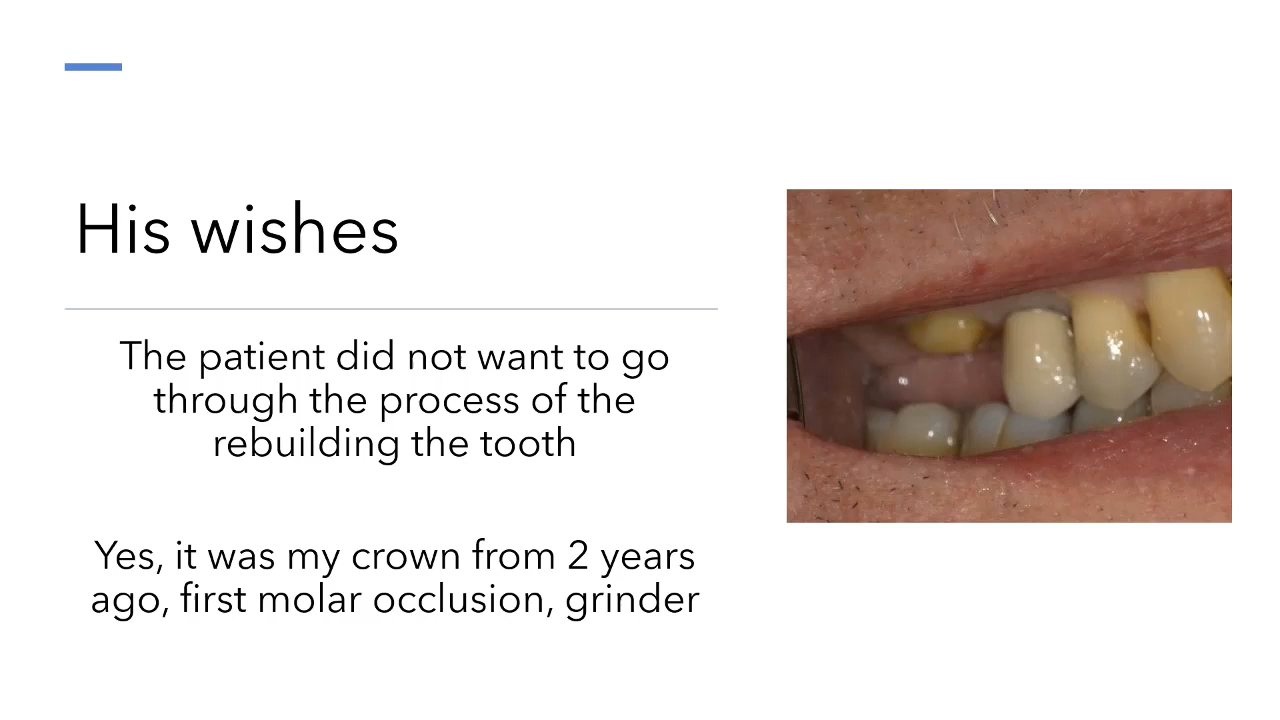 His wishes
The patient did not want to go
through the process of the
rebuilding the tooth
Yes, it was my crown from 2 years
ago, first molar occlusion, grinder